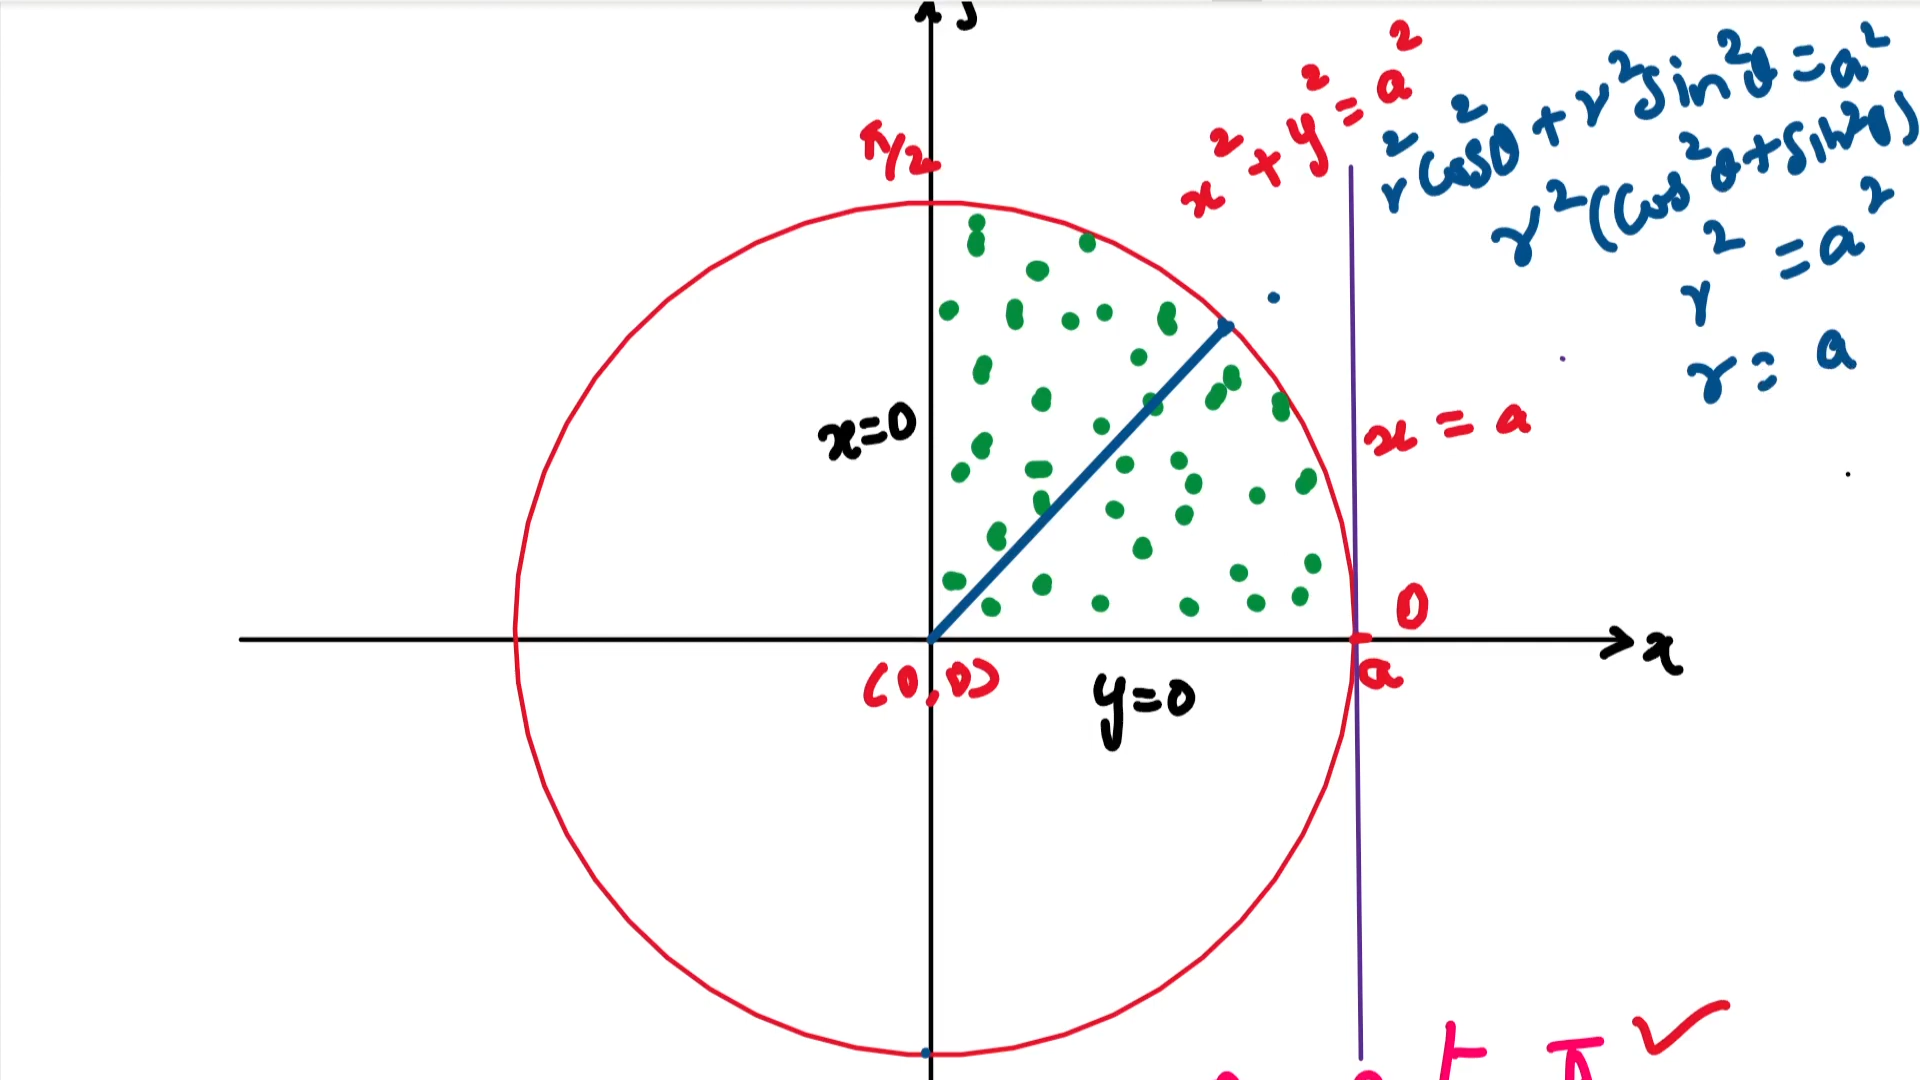 y
π/2
x² + y² = a²
r²cos²θ + r²sin²θ = a²
r²(cos²θ + sin²θ)
r² = a²
r = a
x=0
x = a
0
x
(0,0)
a
y=0
π